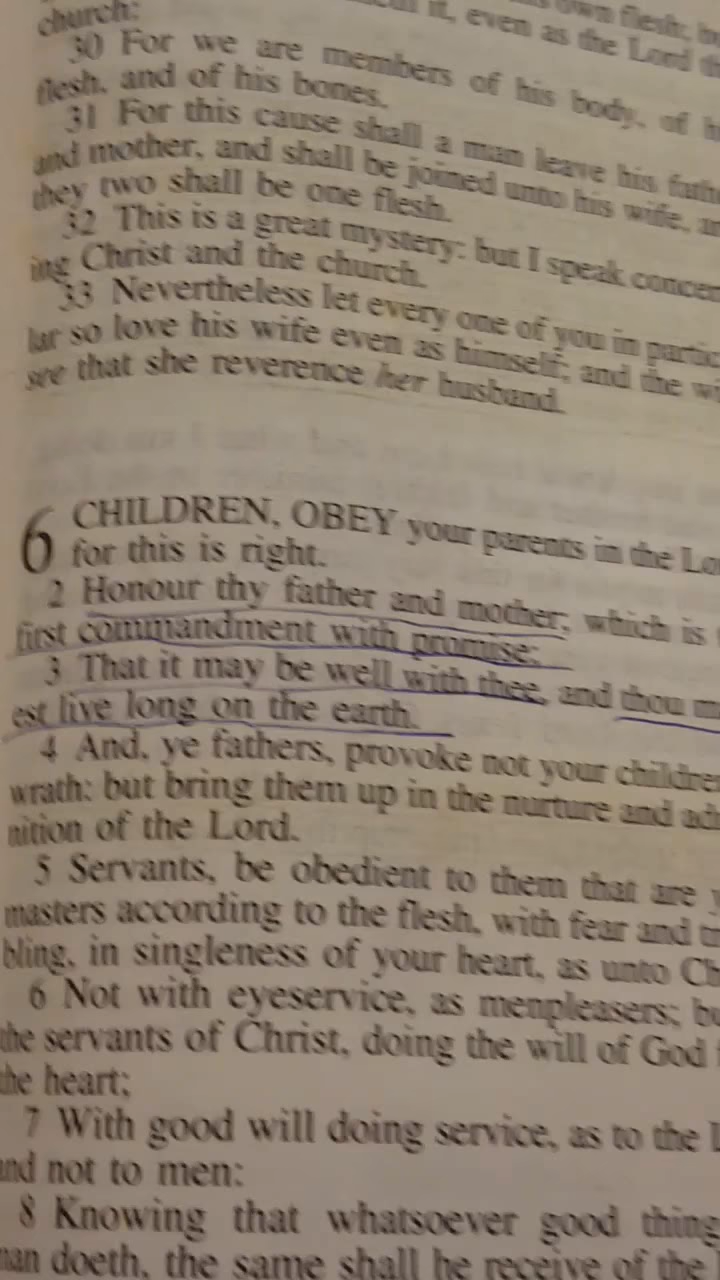 church:
it, even as the Lord
30 For we are members of his body, of
flesh, and of his bones.
31 For this cause shall a man leave his
and mother, and shall be joined unto his wife,
they two shall be one flesh.
32 This is a great mystery: but I speak
ing Christ and the church.
33 Nevertheless let every one of you in
lar so love his wife even as himself; and the
see that she reverence her husband.
6 CHILDREN, OBEY your parents in the
for this is right.
2 Honour thy father and mother; which is
first commandment with promise;
3 That it may be well with thee, and thou
est live long on the earth.
4 And, ye fathers, provoke not your
wrath: but bring them up in the nurture and
nition of the Lord.
5 Servants, be obedient to them that are
masters according to the flesh, with fear and
bling, in singleness of your heart, as unto
6 Not with eyeservice, as menpleasers;
the servants of Christ, doing the will of God
the heart;
7 With good will doing service, as to the
and not to men:
8 Knowing that whatsoever good thing
man doeth, the same shall he receive of the